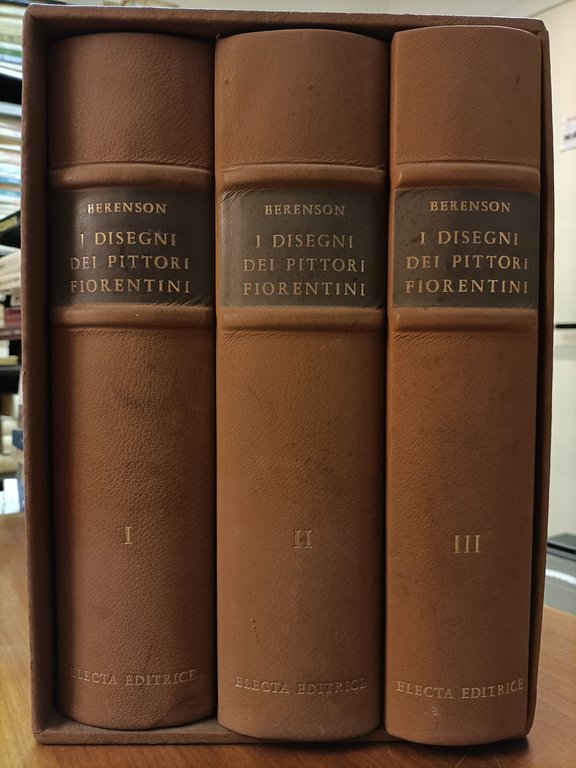 BERENSON
I DISEGNI
DEI PITTORI
FIORENTINI
I
ELECTA EDITRICE
BERENSON
I DISEGNI
DEI PITTORI
FIORENTINI
II
ELECTA EDITRICE
BERENSON
I DISEGNI
DEI PITTORI
FIORENTINI
III
ELECTA EDITRICE